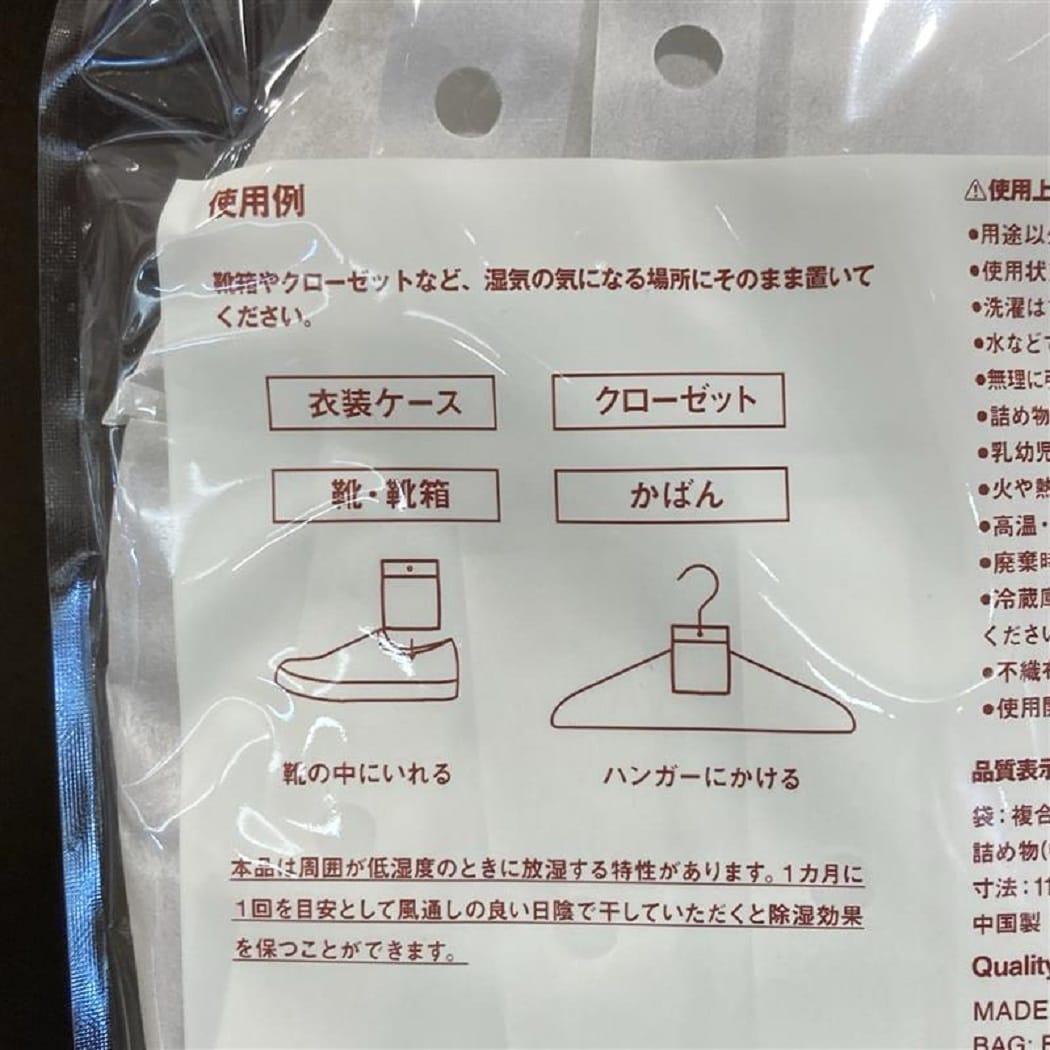 使用例
靴箱やクローゼットなど、湿気の気になる場所にそのまま置いて
ください。
衣装ケース
クローゼット
靴・靴箱
かばん
靴の中にいれる
ハンガーにかける
本品は周囲が低湿度のときに放湿する特性があります。1カ月に
1回を目安として風通しの良い日陰で干していただくと除湿効果
を保つことができます。
⚠使用上
●用途以
●使用状
●洗濯は
●水など
●無理に
●詰め物
●乳幼児
●火や熱
●高温・
●廃棄時
●冷蔵庫
ください
●不織布
●使用開
品質表示
袋:複合
詰め物(
寸法:11
中国製
Quality
MADE
BAG: